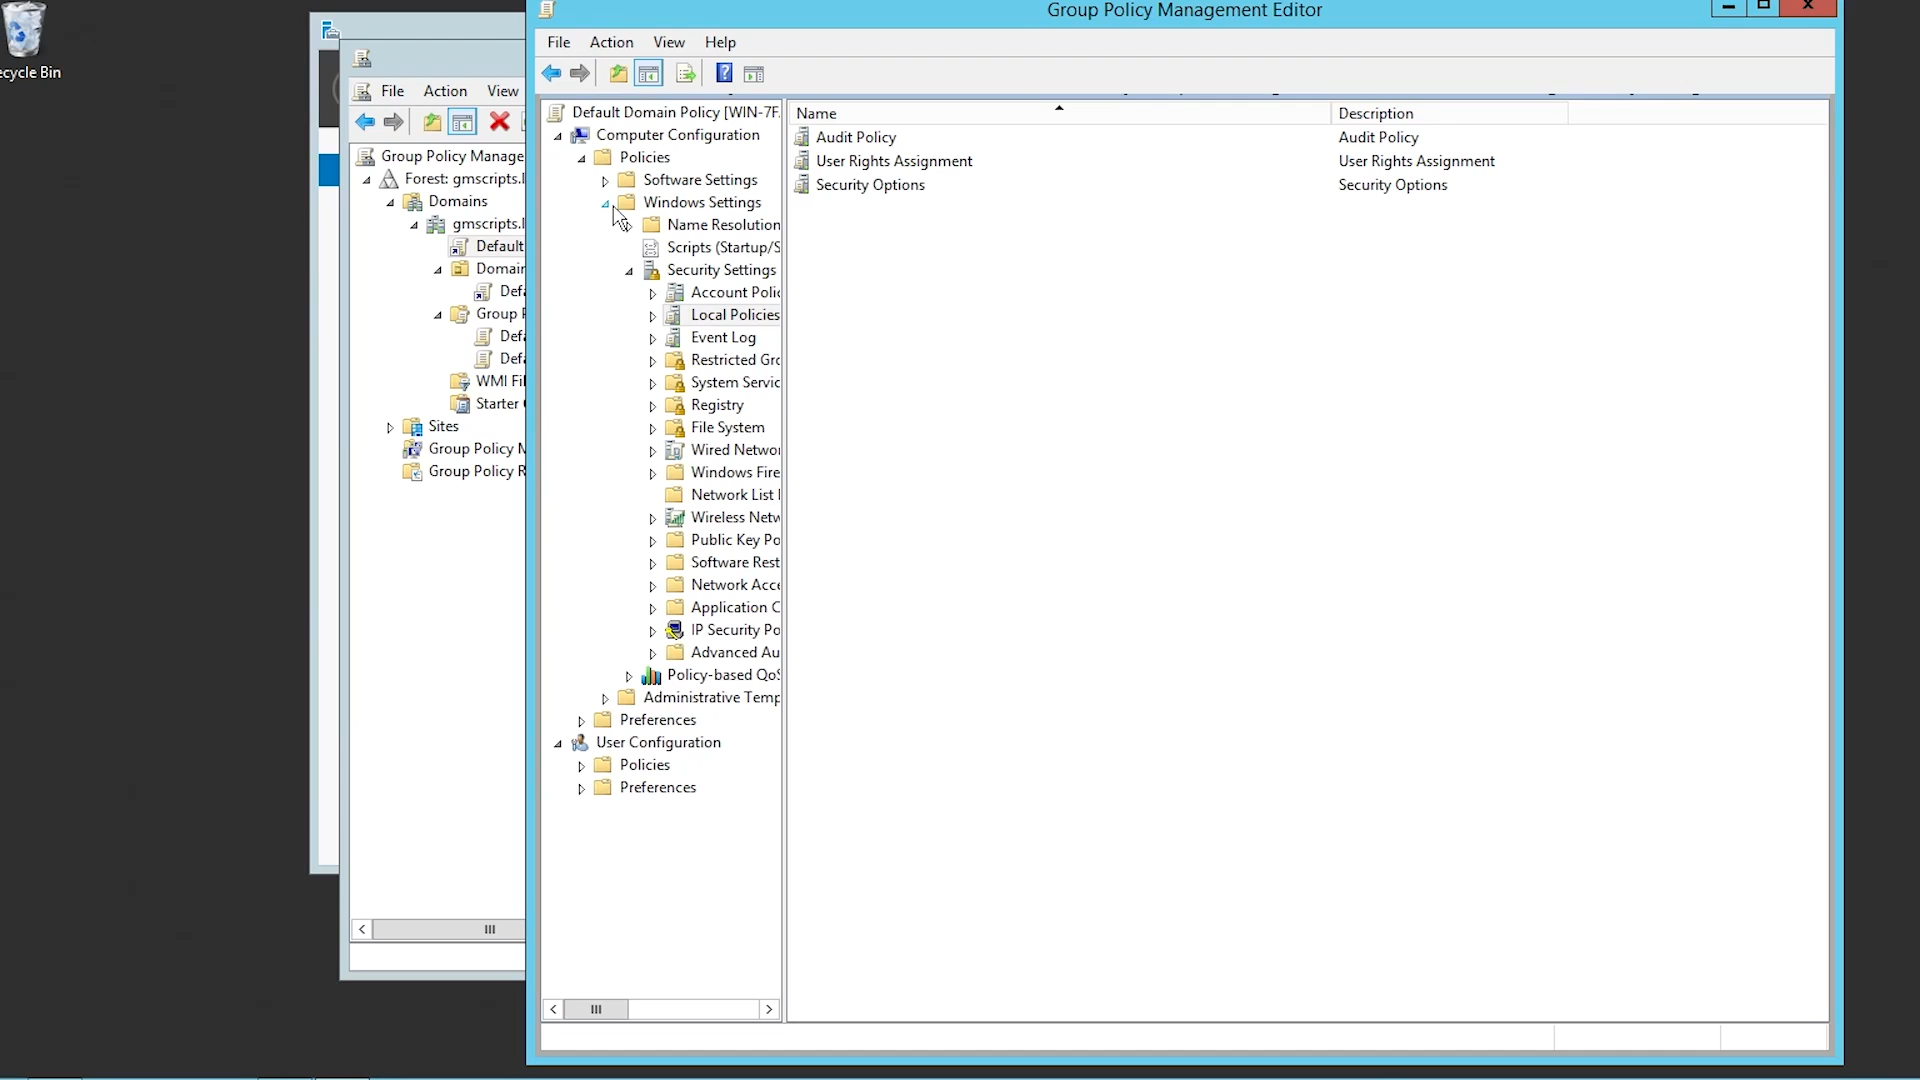 Group Policy Management Editor
ecycle Bin
File Action View
Group Policy Manage
Forest: gmscripts.l
Domains
gmscripts.l
Default
Domain
Defa
Group P
Defa
Defa
WMI Fil
Starter
Sites
Group Policy M
Group Policy R
File Action View Help
Default Domain Policy [WIN-7F
Computer Configuration
Policies
Software Settings
Windows Settings
Name Resolution
Scripts (Startup/S
Security Settings
Account Polic
Local Policies
Event Log
Restricted Gro
System Servic
Registry
File System
Wired Networ
Windows Fire
Network List
Wireless Netw
Public Key Po
Software Rest
Network Acce
Application C
IP Security Po
Advanced Au
Policy-based QoS
Administrative Temp
Preferences
User Configuration
Policies
Preferences
Name Description
Audit Policy Audit Policy
User Rights Assignment User Rights Assignment
Security Options Security Options